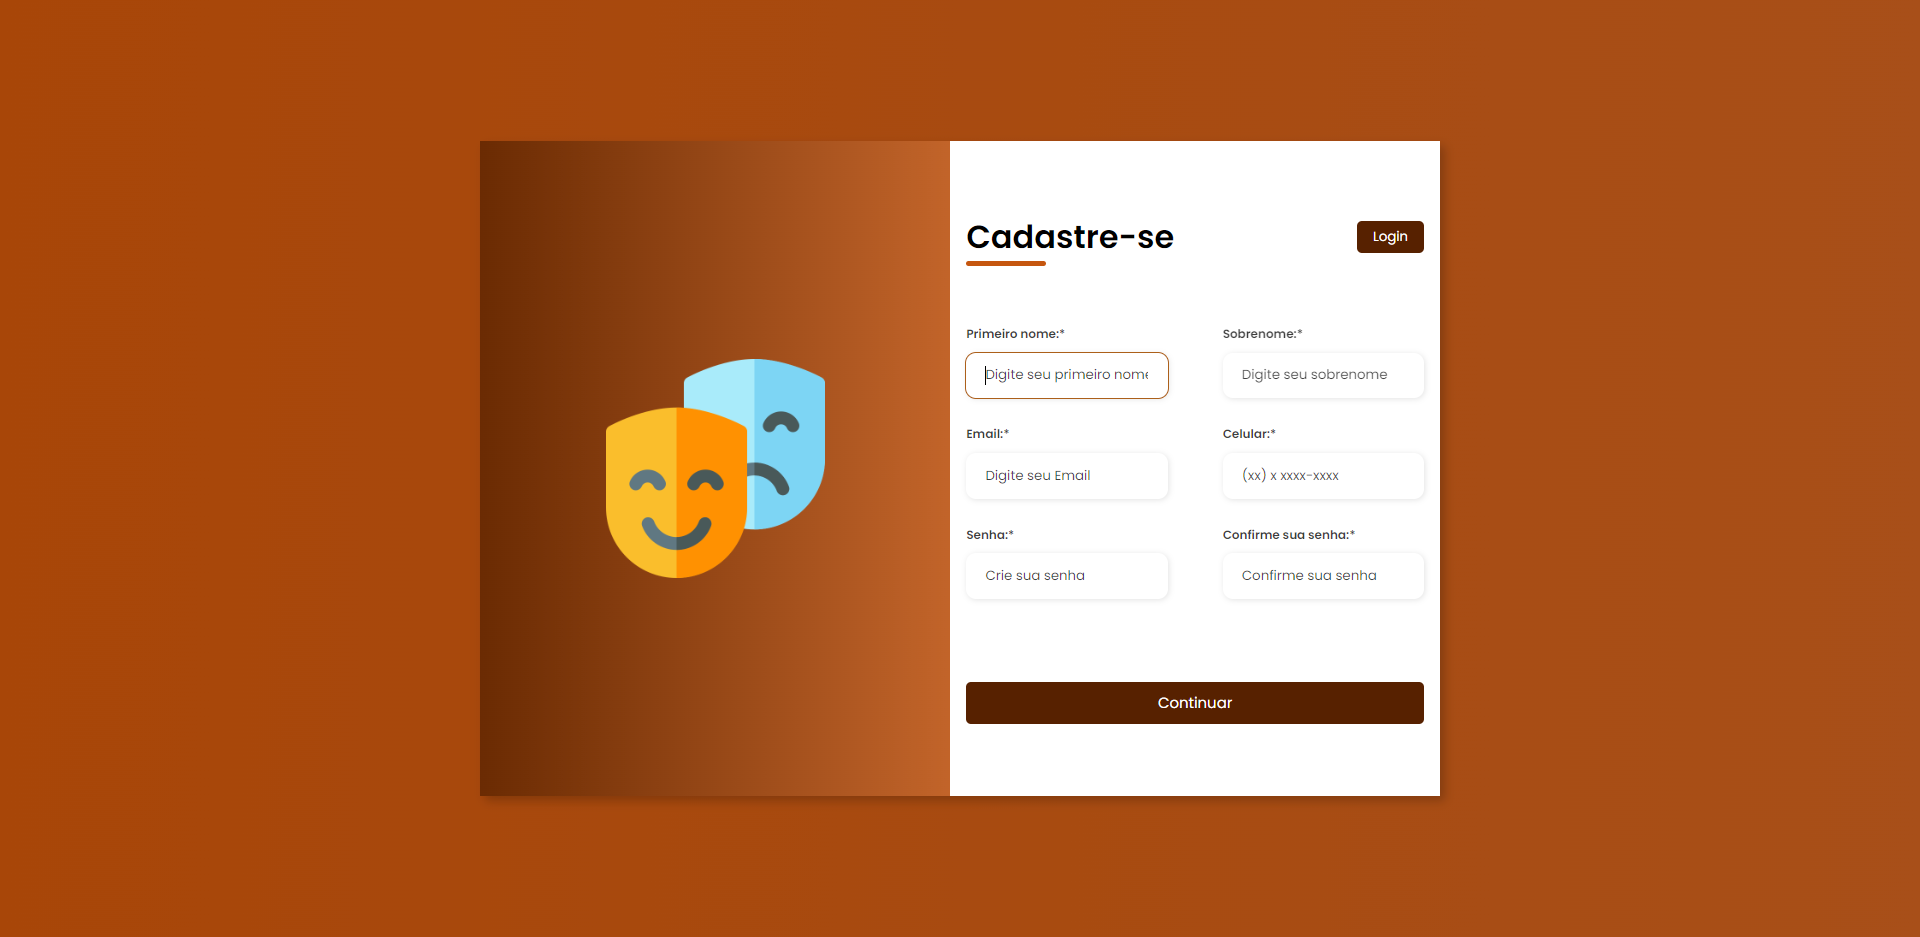 Cadastre-se
Login
Primeiro nome:*
Sobrenome:*
Digite seu primeiro nome
Digite seu sobrenome
Email:*
Celular:*
Digite seu Email
(xx) x xxxx-xxxx
Senha:*
Confirme sua senha:*
Crie sua senha
Confirme sua senha
Continuar